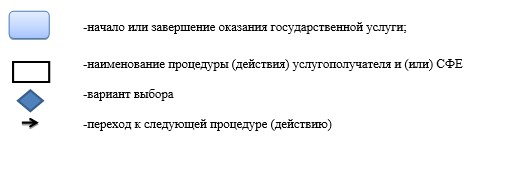 -начало или завершение оказания государственной услуги;
-наименование процедуры (действия) услугополучателя и (или) СФЕ
-вариант выбора
-переход к следующей процедуре (действию)